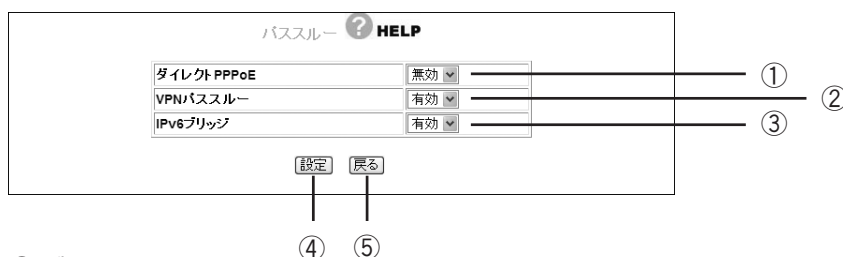 パススルー ? HELP
ダイレクトPPPoE 無効 ①
VPNパススルー 有効 ②
IPv6ブリッジ 有効 ③
設定 戻る
④ ⑤